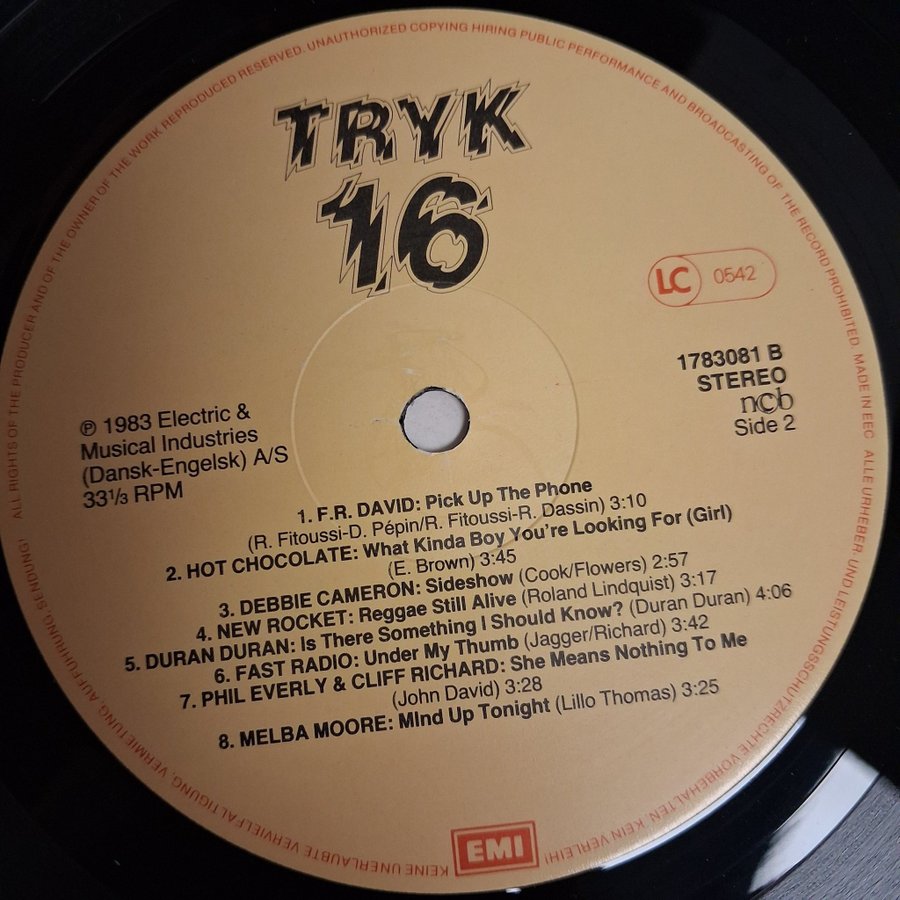 TRYK
16
LC 0542
1783081 B
STEREO
ncb
Side 2
℗ 1983 Electric &
Musical Industries
(Dansk-Engelsk) A/S
33 1/3 RPM
1. F.R. DAVID: Pick Up The Phone
(R. Fitoussi-D. Pépin/R. Fitoussi-R. Dassin) 3:10
2. HOT CHOCOLATE: What Kinda Boy You're Looking For (Girl)
(E. Brown) 3:45
3. DEBBIE CAMERON: Sideshow (Cook/Flowers) 2:57
4. NEW ROCKET: Reggae Still Alive (Roland Lindquist) 3:17
5. DURAN DURAN: Is There Something I Should Know? (Duran Duran) 4:06
6. FAST RADIO: Under My Thumb (Jagger/Richard) 3:42
7. PHIL EVERLY & CLIFF RICHARD: She Means Nothing To Me
(John David) 3:28
8. MELBA MOORE: MInd Up Tonight (Lillo Thomas) 3:25
EMI
ALL RIGHTS OF THE PRODUCER AND OF THE OWNER OF THE WORK REPRODUCED RESERVED. UNAUTHORIZED COPYING HIRING PUBLIC PERFORMANCE AND BROADCASTING OF THE RECORD PROHIBITED. MADE IN EEC
ALLE URHEBER- UND LEISTUNGSSCHUTZRECHTE VORBEHALTEN. KEIN VERLEIH! KEINE UNERLAUBTE VERVIELFÄLTIGUNG, VERMIETUNG, AUFFÜHRUNG, SENDUNG!